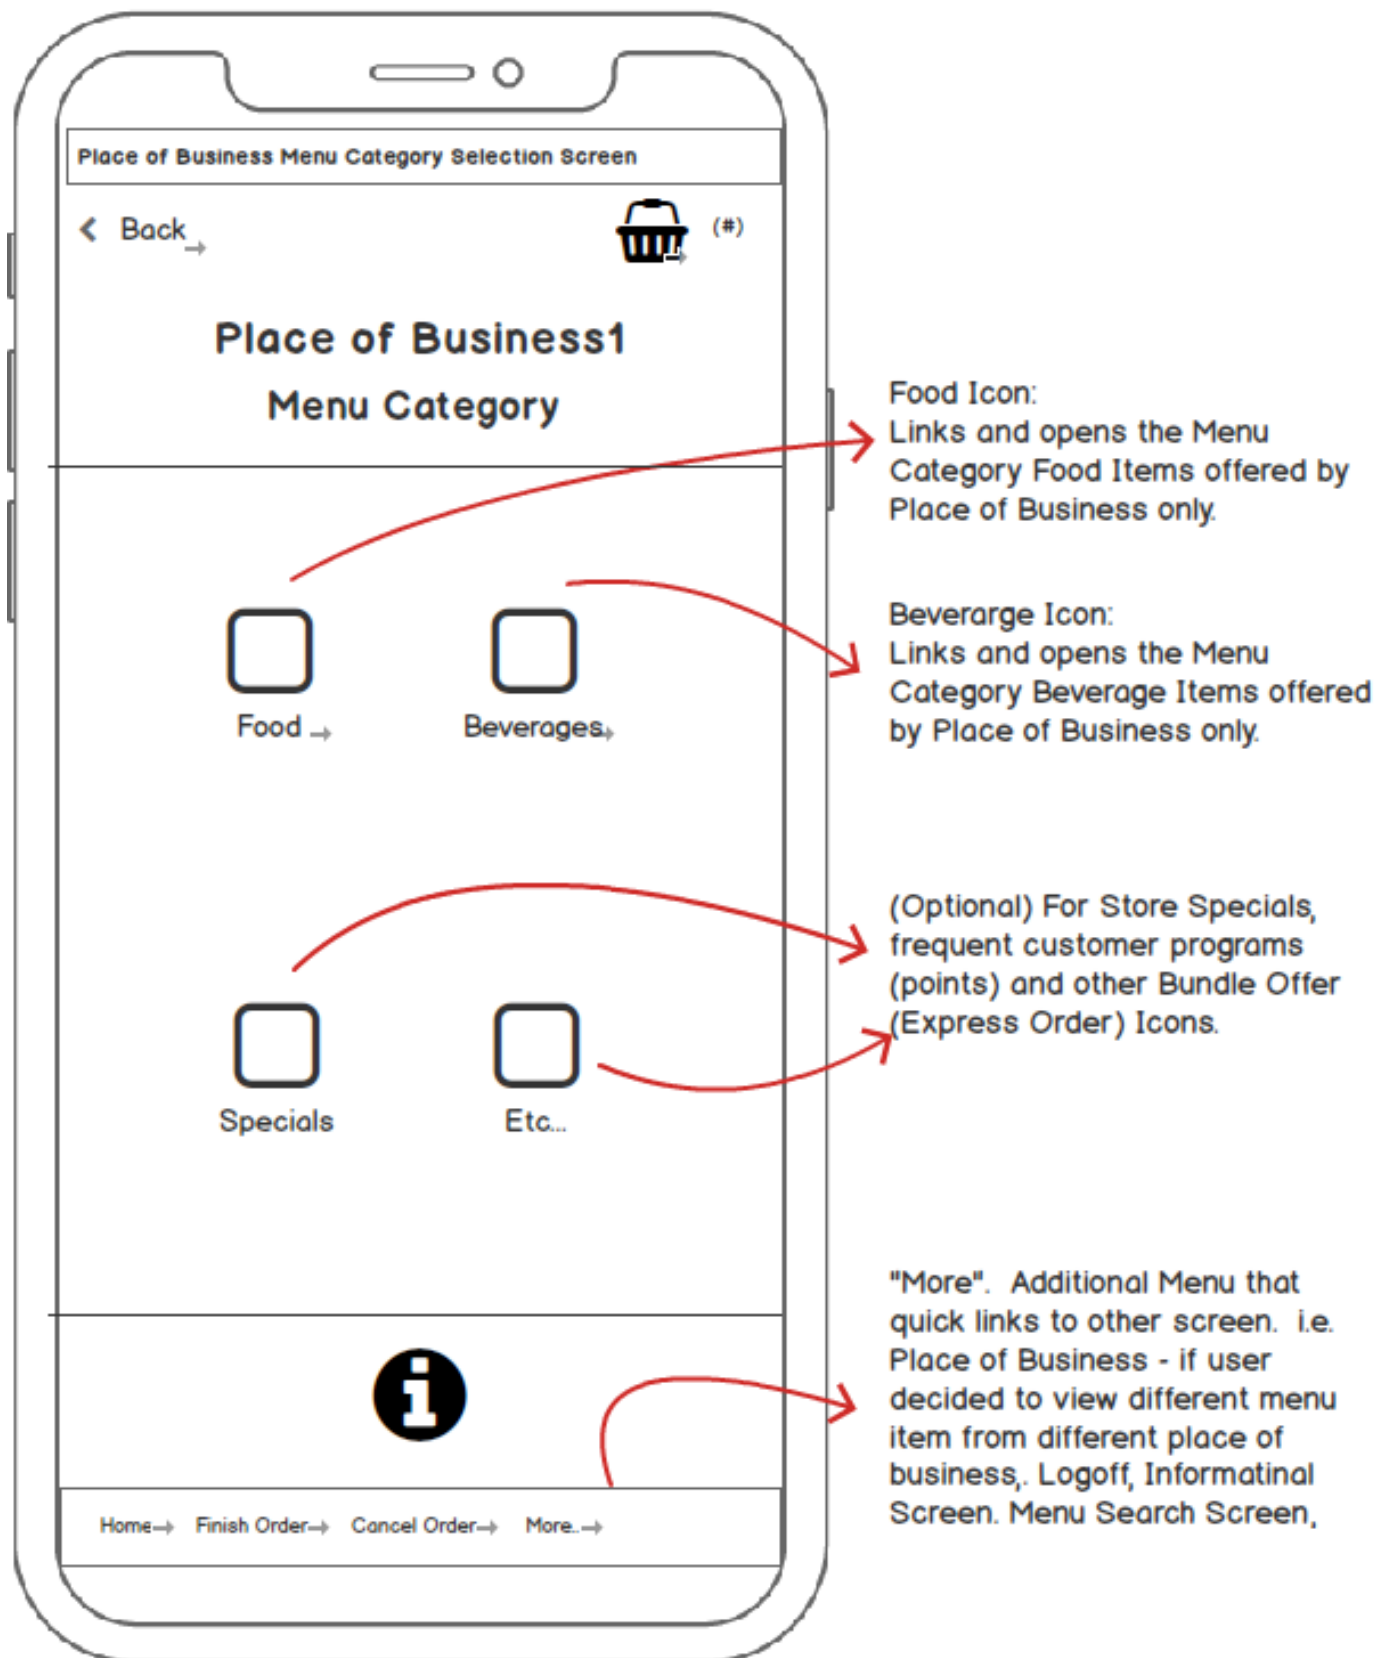 Place of Business Menu Category Selection Screen
Back
(#)
Place of Business1
Menu Category
Food Icon:
Links and opens the Menu
Category Food Items offered by
Place of Business only.
Beverarge Icon:
Links and opens the Menu
Category Beverage Items offered
by Place of Business only.
Food
Beverages
(Optional) For Store Specials,
frequent customer programs
(points) and other Bundle Offer
(Express Order) Icons.
Specials
Etc...
"More".  Additional Menu that
quick links to other screen.  i.e.
Place of Business - if user
decided to view different menu
item from different place of
business,. Logoff, Informatinal
Screen. Menu Search Screen,
i
Home
Finish Order
Cancel Order
More..